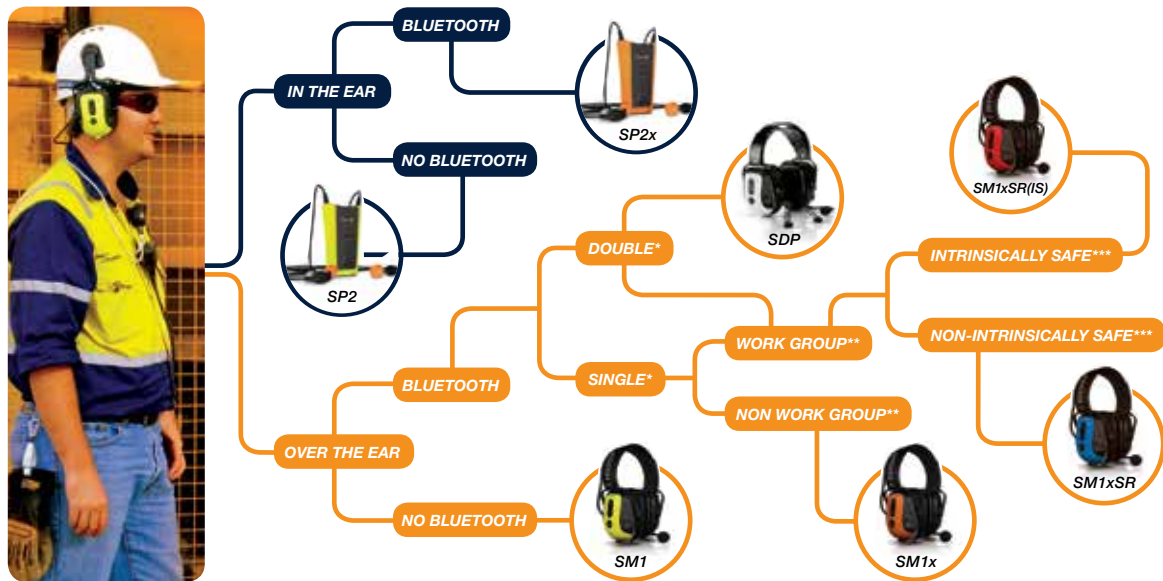 BLUETOOTH
IN THE EAR
SP2x
NO BLUETOOTH
SP2
SDP
SM1xSR(IS)
DOUBLE*
INTRINSICALLY SAFE***
WORK GROUP**
NON-INTRINSICALLY SAFE***
BLUETOOTH
SINGLE*
NON WORK GROUP**
OVER THE EAR
SM1xSR
NO BLUETOOTH
SM1
SM1x